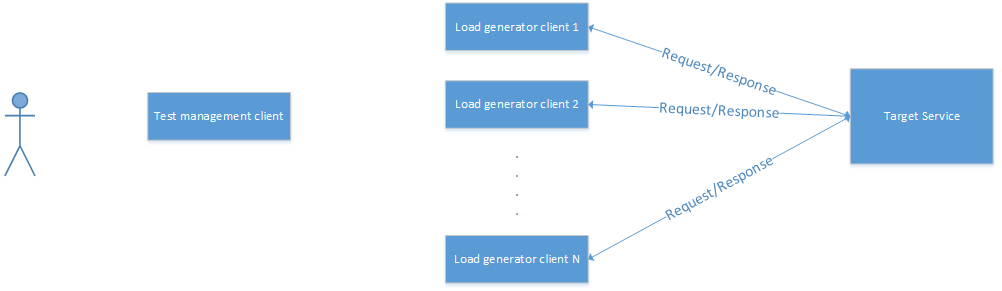 Load generator client 1
Request/Response
Load generator client 2
Request/Response
Test management client
Target Service
Request/Response
Load generator client N